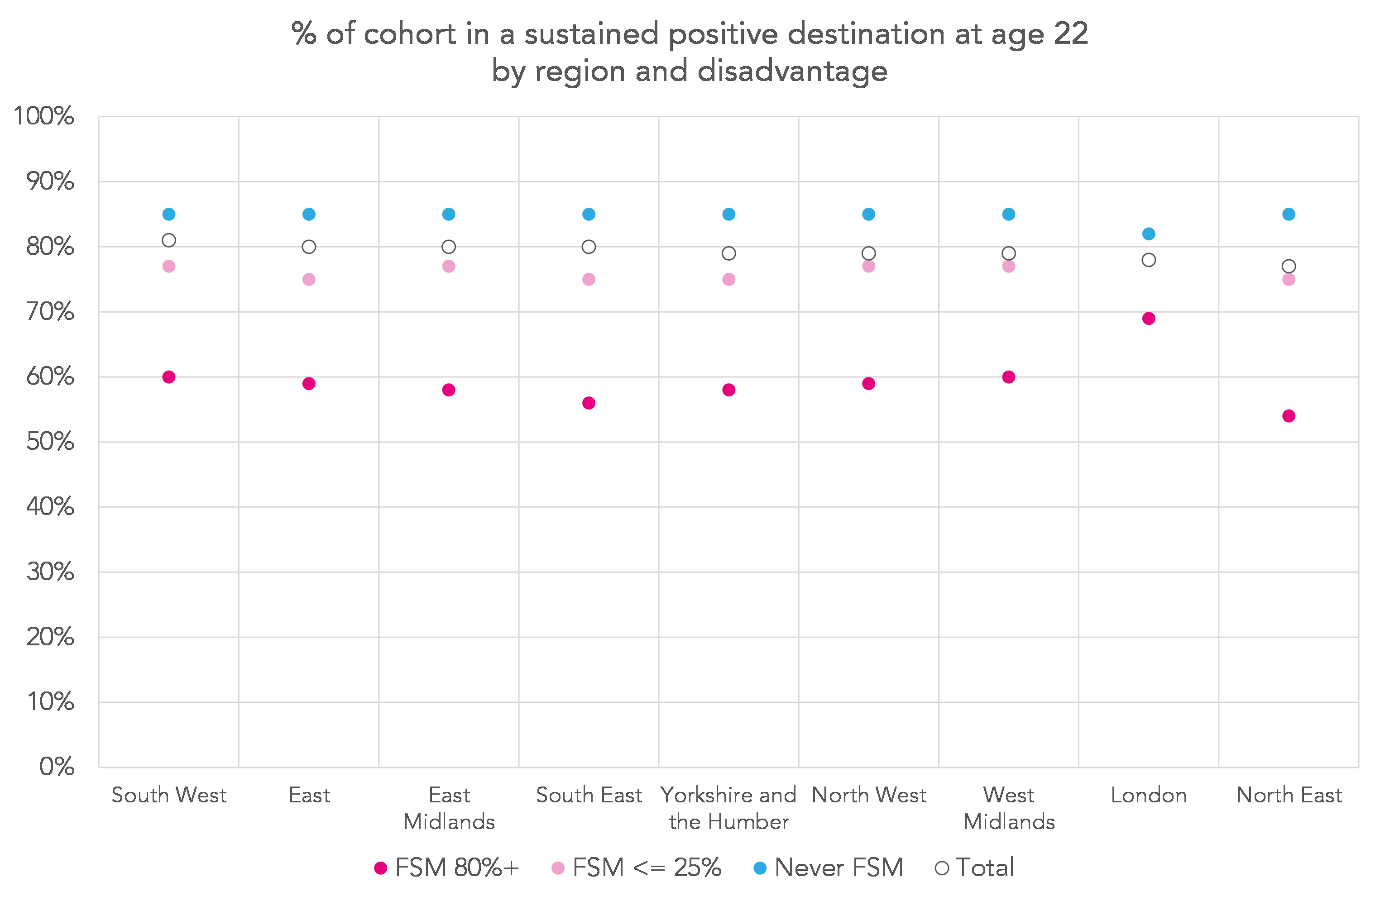 % of cohort in a sustained positive destination at age 22
by region and disadvantage
100%
90%
80%
70%
60%
50%
40%
30%
20%
10%
0%
South West
East
East
Midlands
South East
Yorkshire and
the Humber
North West
West
Midlands
London
North East
FSM 80%+
FSM <= 25%
Never FSM
Total